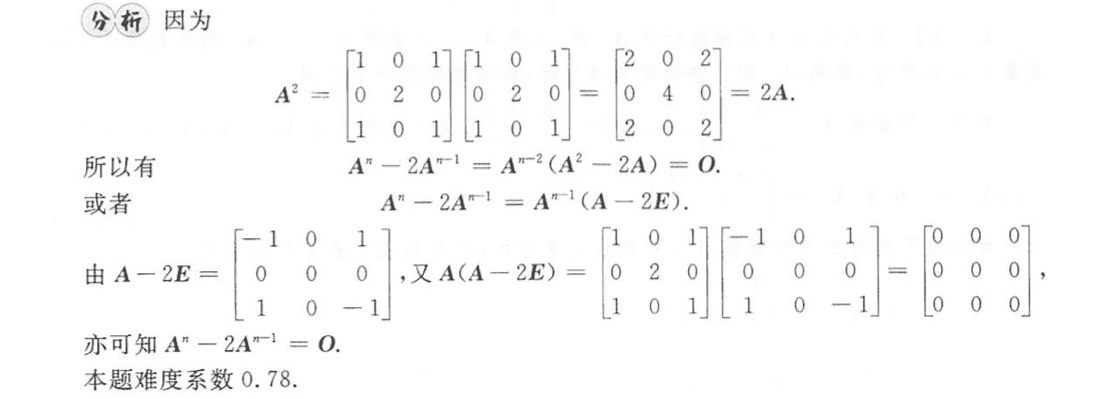 分析 因为
A² = [1 0 1; 0 2 0; 1 0 1] [1 0 1; 0 2 0; 1 0 1] = [2 0 2; 0 4 0; 2 0 2] = 2A.
所以有 Aⁿ − 2Aⁿ⁻¹ = Aⁿ⁻²(A² − 2A) = O.
或者 Aⁿ − 2Aⁿ⁻¹ = Aⁿ⁻¹(A − 2E).
由 A − 2E = [−1 0 1; 0 0 0; 1 0 −1],又 A(A − 2E) = [1 0 1; 0 2 0; 1 0 1] [−1 0 1; 0 0 0; 1 0 −1] = [0 0 0; 0 0 0; 0 0 0],
亦可知 Aⁿ − 2Aⁿ⁻¹ = O.
本题难度系数 0.78.